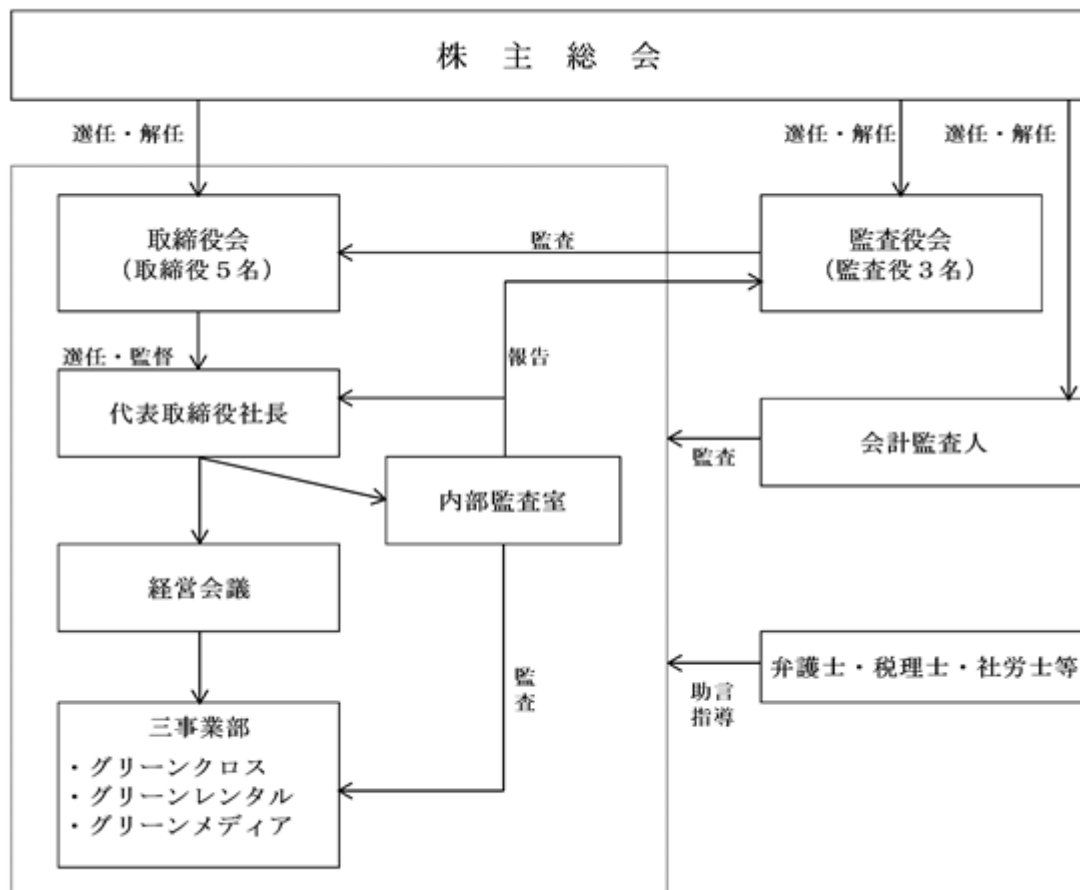 株主総会
選任・解任
選任・解任
選任・解任
取締役会
(取締役5名)
監査
監査役会
(監査役3名)
選任・監督
報告
代表取締役社長
会計監査人
監査
内部監査室
経営会議
弁護士・税理士・社労士等
助言
指導
監査
三事業部
・グリーンクロス
・グリーンレンタル
・グリーンメディア